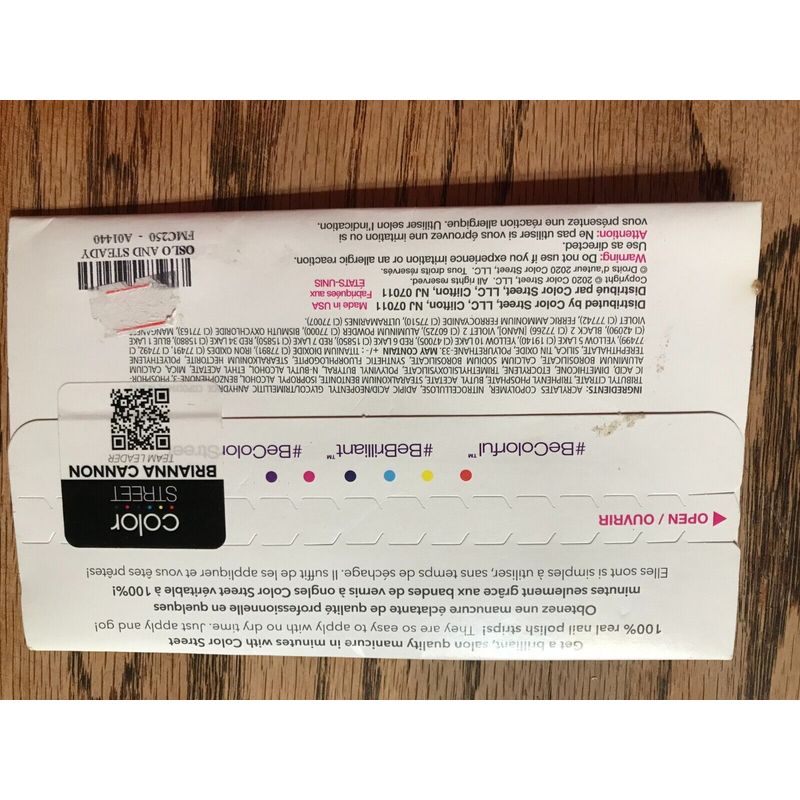 Get a brilliant, salon quality manicure in minutes with Color Street
100% real nail polish strips! They are so easy to apply with no dry time. Just apply and go!
Obtenez une manucure éclatante de qualité professionnelle en quelques
minutes seulement grâce aux bandes de vernis à ongles Color Street à 100% véritable!
Elles si sont si simples à utiliser, sans temps de séchage. Il suffit de les appliquer et vous êtes prêtes!
OPEN / OUVRIR
#BeColorful™ #BeBrilliant™ #BeColorStreet
color
STREET
BRIANNA CANNON
TEAM LEADER
INGREDIENTS: ACRYLATES COPOLYMER, NITROCELLULOSE, ADIPIC ACID/NEOPENTYL GLYCOL/TRIMELLITIC ANHYDRIDE
TRIBUTYL CITRATE, TRIPHENYL PHOSPHATE, BUTYL ACETATE, STEARALKONIUM BENTONITE, ISOPROPYL ALCOHOL, BENZOPHENONE-3, PHOSPHOR-
IC ACID, DIMETHICONE, ETOCRYLENE, TRIMETHYLSILOXYSILICATE, POLYVINYL BUTYRAL, N-BUTYL ALCOHOL, ETHYL ACETATE, MICA, CALCIUM
ALUMINUM BOROSILICATE, CALCIUM SODIUM BOROSILICATE, SYNTHETIC FLUORPHLOGOPITE, STEARALKONIUM HECTORITE, POLYETHYLENE
TEREPHTHALATE, SILICA, TIN OXIDE, POLYURETHANE-33. MAY CONTAIN +/-: TITANIUM DIOXIDE (CI 77891), IRON OXIDES (CI 77491, CI 77492, CI
77499), YELLOW 5 LAKE (CI 19140), YELLOW 10 LAKE (CI 47005), RED 6 LAKE (CI 15850), RED 7 LAKE (CI 15850), RED 34 LAKE (CI 15880), BLUE 1 LAKE
(CI 42090), BLACK 2 (CI 77266) [NANO], VIOLET 2 (CI 60725), ALUMINUM POWDER (CI 77000), BISMUTH OXYCHLORIDE (CI 77163), MANGANESE
VIOLET (CI 77742), FERRIC AMMONIUM FERROCYANIDE (CI 77510), ULTRAMARINES (CI 77007).
Distributed by Color Street, LLC, Clifton, NJ 07011
Made in USA
Distribué par Color Street, LLC, Clifton, NJ 07011
Fabriquées aux
ÉTATS-UNIS
Copyright © 2020 Color Street, LLC. All rights reserved.
© Droits d'auteur 2020 Color Street, LLC. Tous droits réservés.
Warning: Do not use if you experience irritation or an allergic reaction.
Use as directed.
Attention: Ne pas utiliser si vous éprouvez une irritation ou si
vous présentez une réaction allergique. Utiliser selon l'indication.
OSLO AND STEADY
FMC250 - A01440